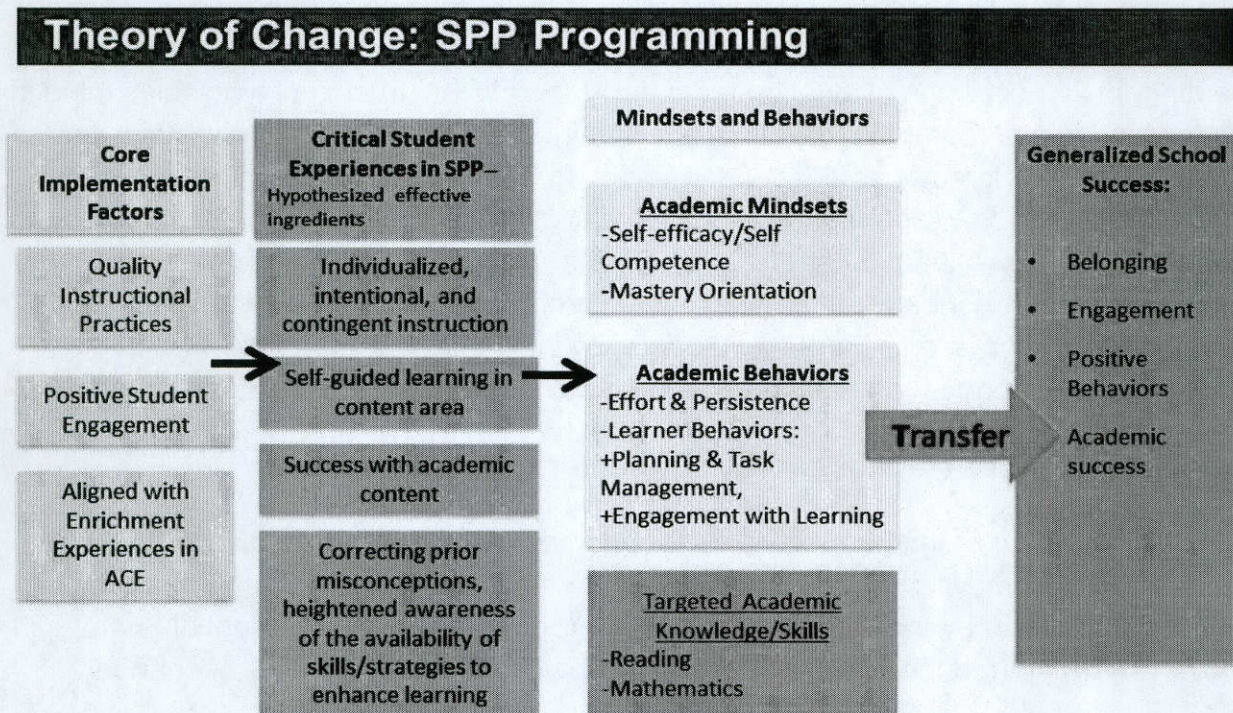 Theory of Change: SPP Programming
Core
Implementation
Factors
Quality
Instructional
Practices
Positive Student
Engagement
Aligned with
Enrichment
Experiences in
ACE
Critical Student
Experiences in SPP–
Hypothesized effective
ingredients
Individualized,
intentional, and
contingent instruction
Self-guided learning in
content area
Success with academic
content
Correcting prior
misconceptions,
heightened awareness
of the availability of
skills/strategies to
enhance learning
Mindsets and Behaviors
Academic Mindsets
-Self-efficacy/Self
Competence
-Mastery Orientation
Academic Behaviors
-Effort & Persistence
-Learner Behaviors:
+Planning & Task
Management,
+Engagement with Learning
Targeted Academic
Knowledge/Skills
-Reading
-Mathematics
Transfer
Generalized School
Success:
• Belonging
• Engagement
• Positive
Behaviors
Academic
success